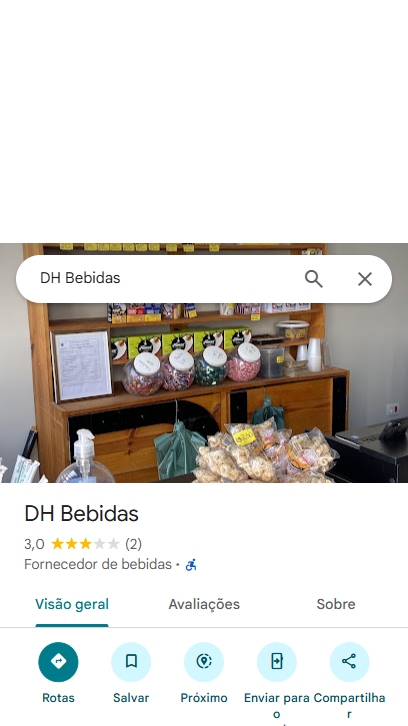 DH Bebidas
DH Bebidas
3,0 (2)
Fornecedor de bebidas ·
Visão geral
Avaliações
Sobre
Rotas
Salvar
Próximo
Enviar para o
Compartilhar